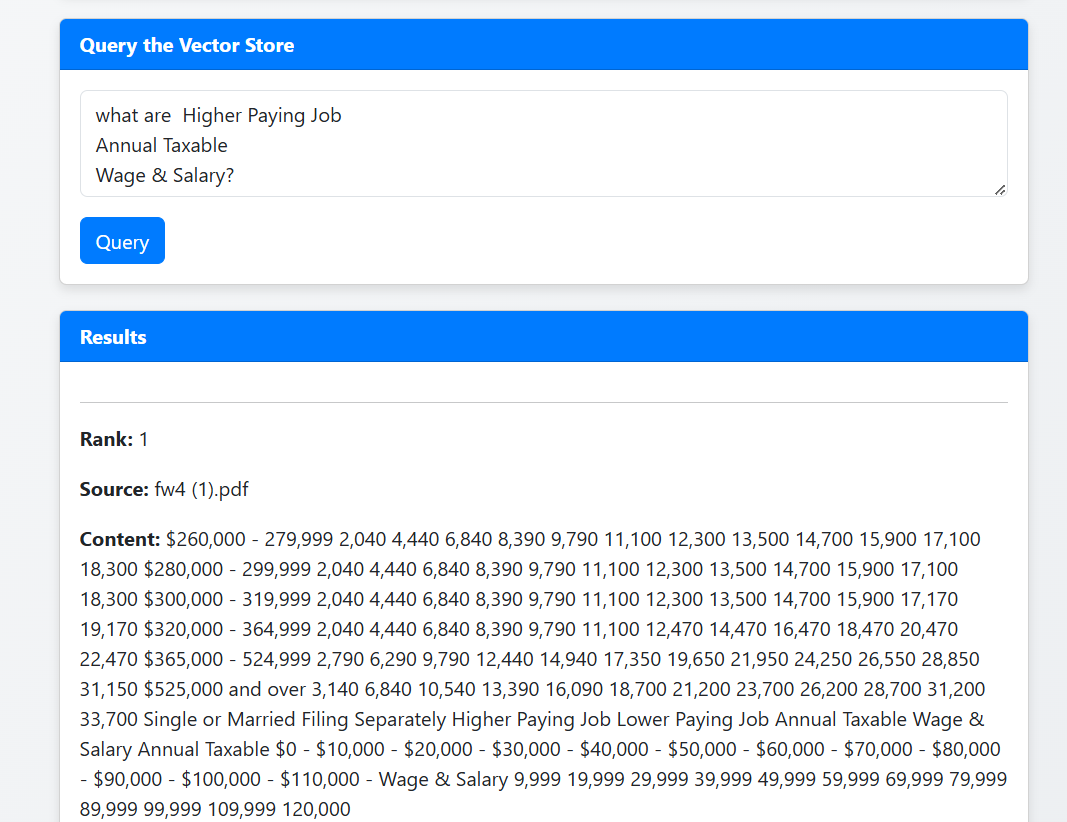 Query the Vector Store
what are  Higher Paying Job
Annual Taxable
Wage & Salary?
Query
Results
Rank: 1
Source: fw4 (1).pdf
Content: $260,000 - 279,999 2,040 4,440 6,840 8,390 9,790 11,100 12,300 13,500 14,700 15,900 17,100
18,300 $280,000 - 299,999 2,040 4,440 6,840 8,390 9,790 11,100 12,300 13,500 14,700 15,900 17,100
18,300 $300,000 - 319,999 2,040 4,440 6,840 8,390 9,790 11,100 12,300 13,500 14,700 15,900 17,170
19,170 $320,000 - 364,999 2,040 4,440 6,840 8,390 9,790 11,100 12,470 14,470 16,470 18,470 20,470
22,470 $365,000 - 524,999 2,790 6,290 9,790 12,440 14,940 17,350 19,650 21,950 24,250 26,550 28,850
31,150 $525,000 and over 3,140 6,840 10,540 13,390 16,090 18,700 21,200 23,700 26,200 28,700 31,200
33,700 Single or Married Filing Separately Higher Paying Job Lower Paying Job Annual Taxable Wage &
Salary Annual Taxable $0 - $10,000 - $20,000 - $30,000 - $40,000 - $50,000 - $60,000 - $70,000 - $80,000
- $90,000 - $100,000 - $110,000 - Wage & Salary 9,999 19,999 29,999 39,999 49,999 59,999 69,999 79,999
89,999 99,999 109,999 120,000